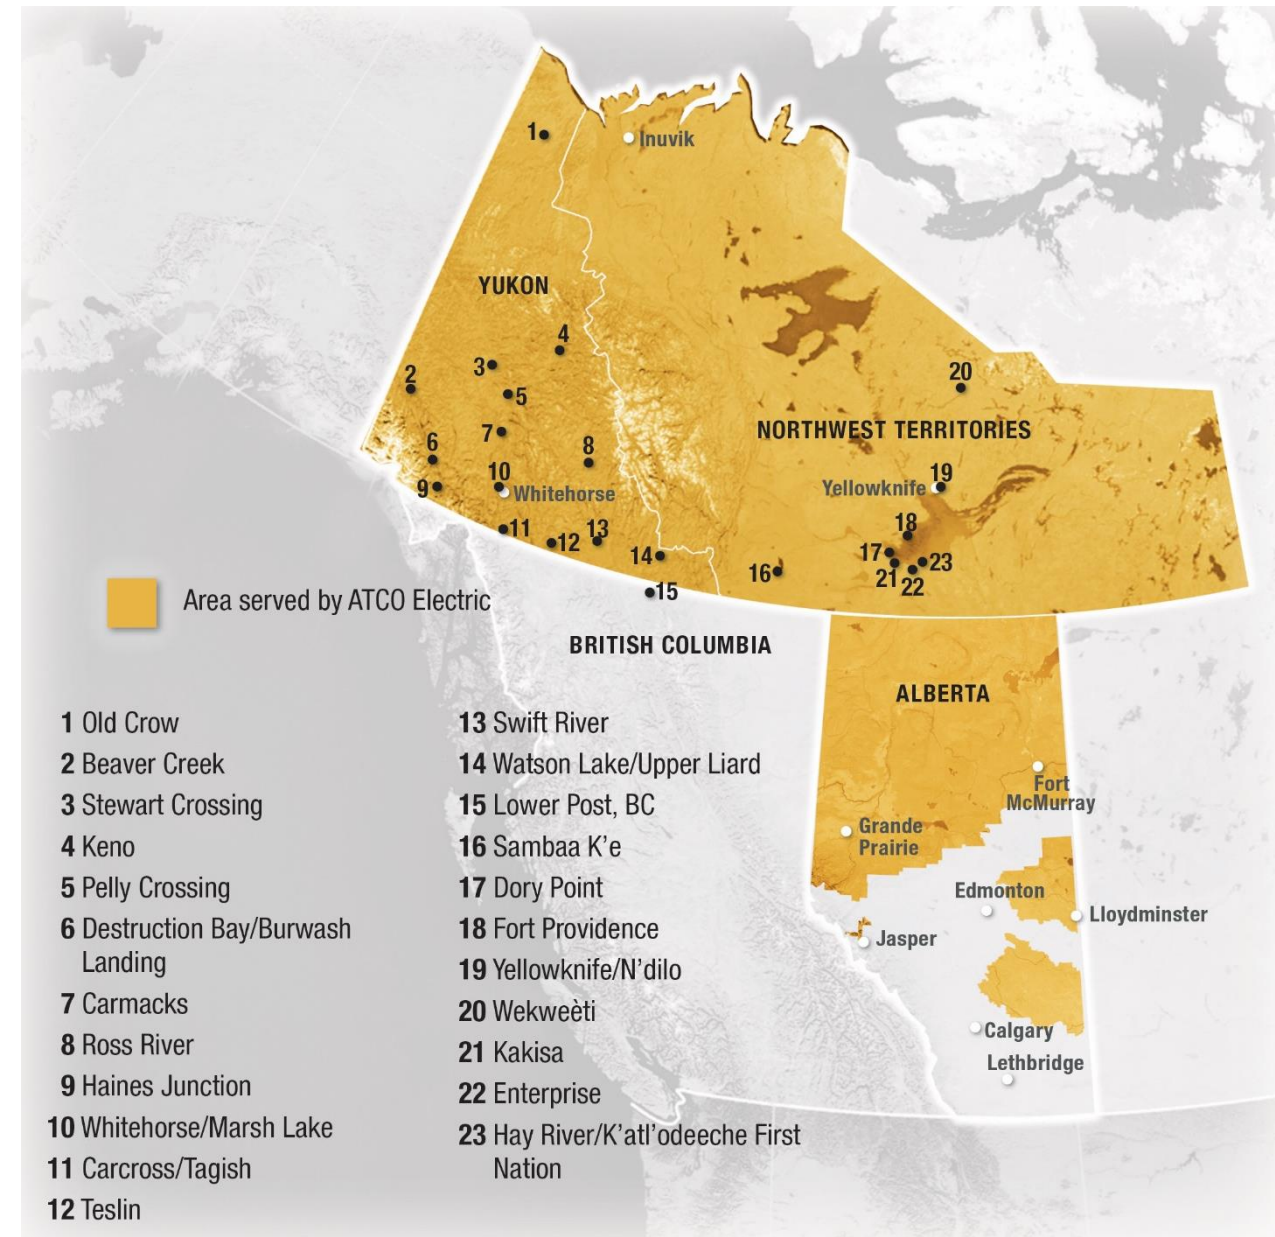 1
Inuvik
YUKON
4
3
2
5
20
7
6
8
NORTHWEST TERRITORIES
10
19
9
Whitehorse
Yellowknife
11
12
13
18
14
17
16
23
21
22
15
Area served by ATCO Electric
BRITISH COLUMBIA
ALBERTA
Fort
McMurray
Grande
Prairie
Edmonton
Lloydminster
Jasper
Calgary
Lethbridge
1 Old Crow
2 Beaver Creek
3 Stewart Crossing
4 Keno
5 Pelly Crossing
6 Destruction Bay/Burwash
Landing
7 Carmacks
8 Ross River
9 Haines Junction
10 Whitehorse/Marsh Lake
11 Carcross/Tagish
12 Teslin
13 Swift River
14 Watson Lake/Upper Liard
15 Lower Post, BC
16 Sambaa K’e
17 Dory Point
18 Fort Providence
19 Yellowknife/N’dilo
20 Wekweèti
21 Kakisa
22 Enterprise
23 Hay River/K’atl’odeeche First
Nation